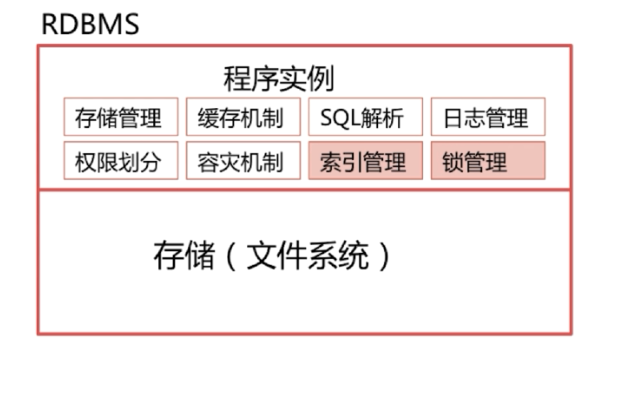 RDBMS
程序实例
存储管理 缓存机制 SQL解析 日志管理
权限划分 容灾机制 索引管理 锁管理
存储（文件系统）